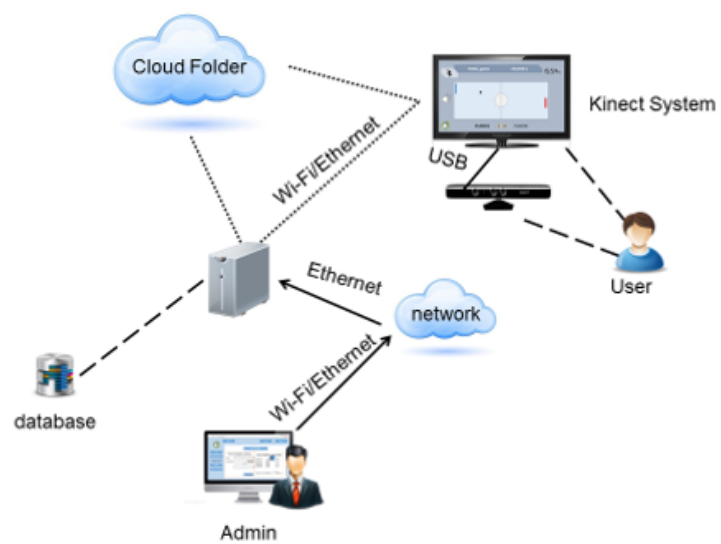 Cloud Folder
Kinect System
Wi-Fi/Ethernet
USB
User
Ethernet
network
Wi-Fi/Ethernet
database
Admin